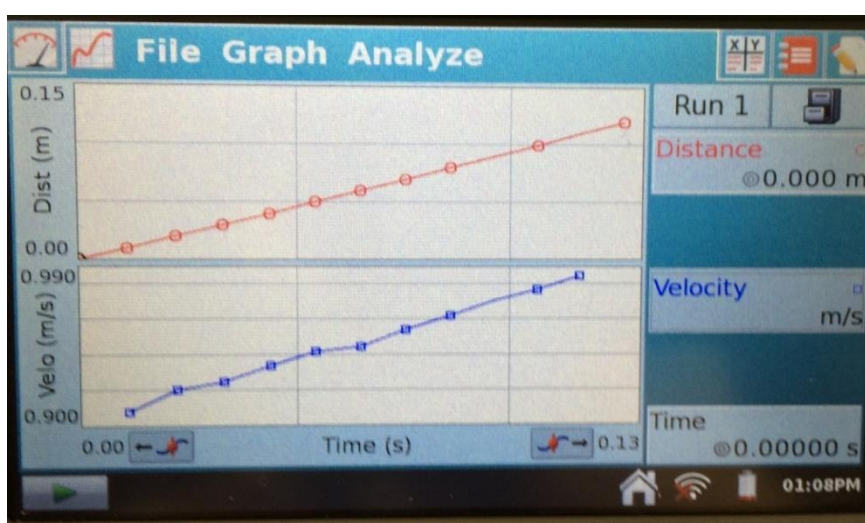 File Graph Analyze
X Y
0.15
Dist (m)
0.00
0.990
Velo (m/s)
0.900
0.00
Time (s)
0.13
Run 1
Distance
0.000 m
Velocity
m/s
Time
0.00000 s
01:08PM